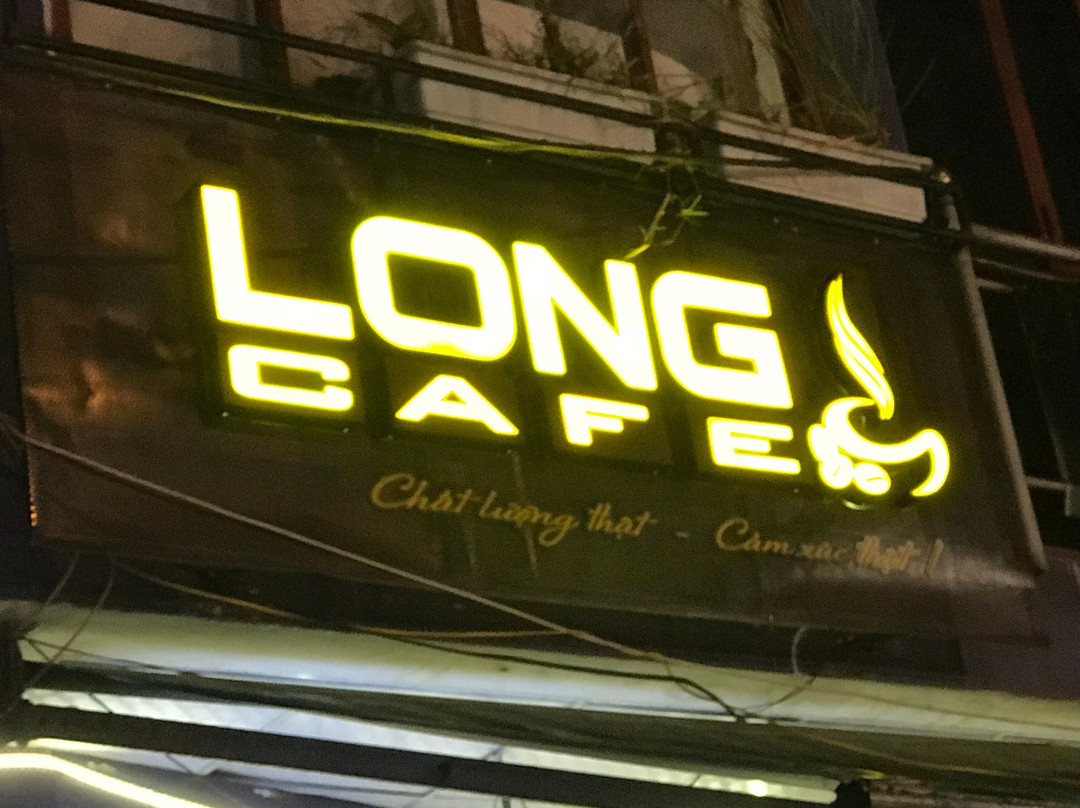 LONG
CAFE
Chất lượng thật - Cảm xúc thật !